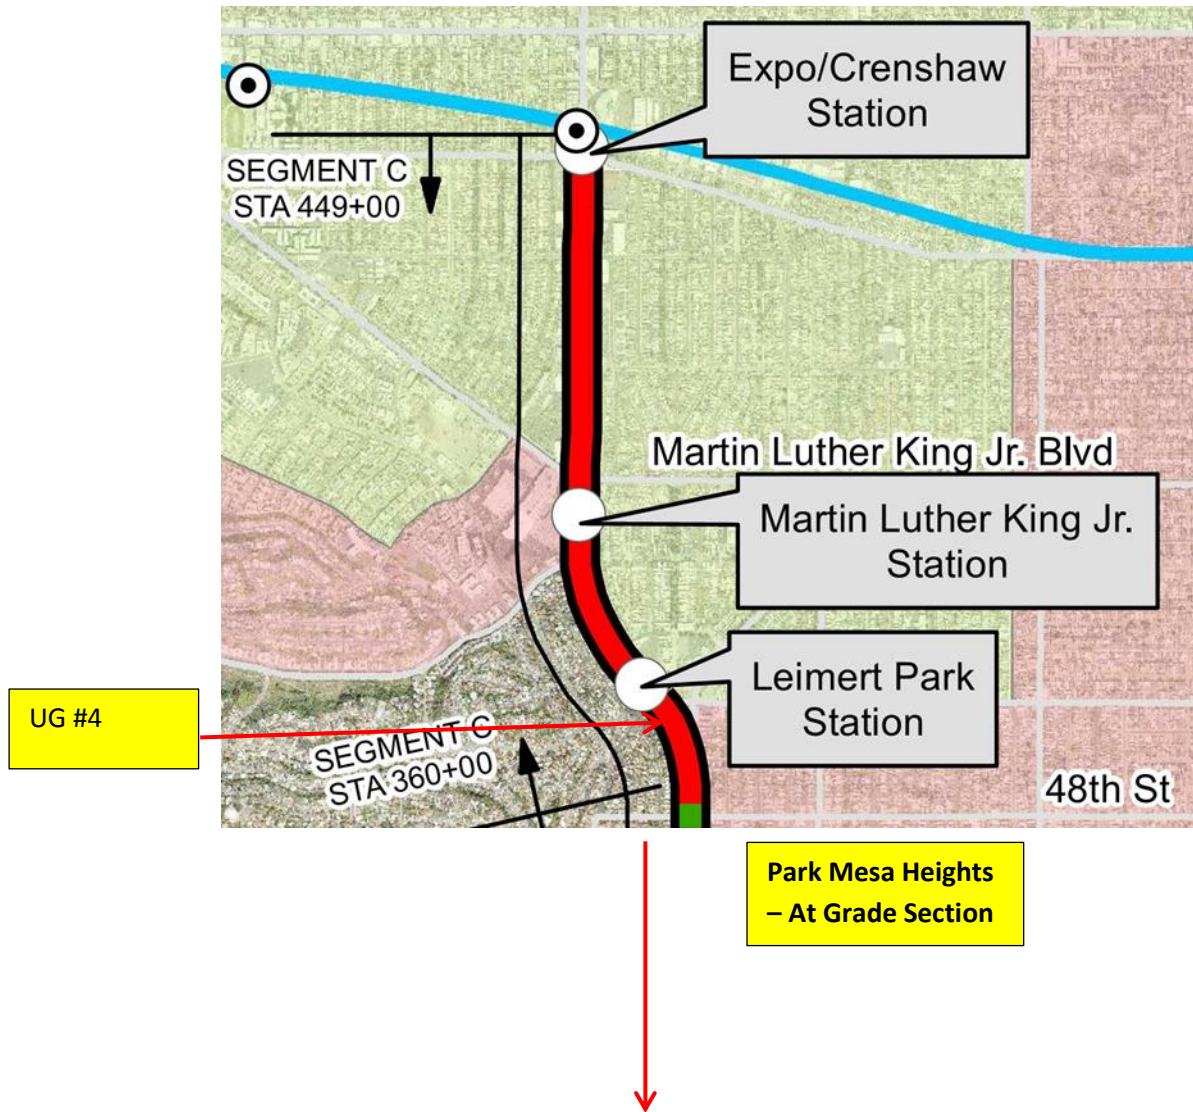 Expo/Crenshaw
Station
SEGMENT C
STA 449+00
Martin Luther King Jr. Blvd
Martin Luther King Jr.
Station
Leimert Park
Station
UG #4
SEGMENT C
STA 360+00
48th St
Park Mesa Heights
– At Grade Section